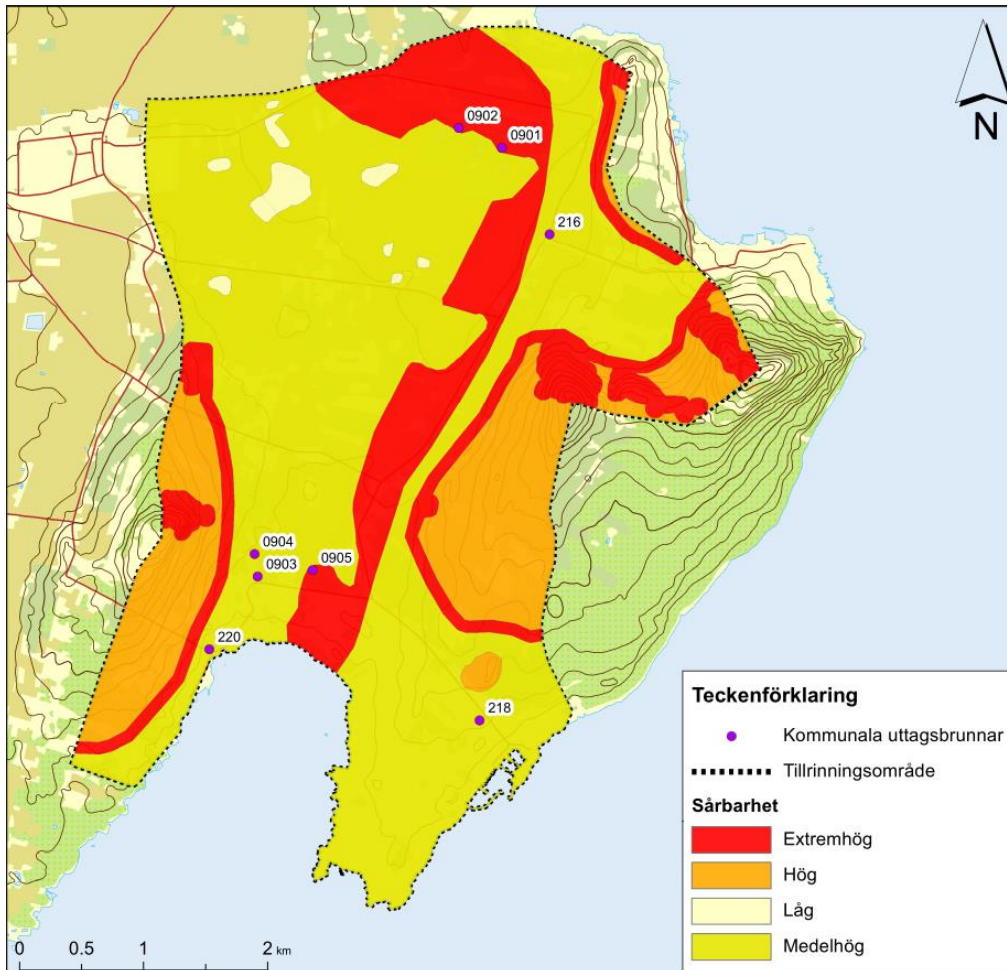 N
0902
0901
216
0904
0903
0905
220
218
Teckenförklaring
Kommunala uttagsbrunnar
Tillrinningsområde
Sårbarhet
Extremhög
Hög
Låg
Medelhög
0 0.5 1 2 km